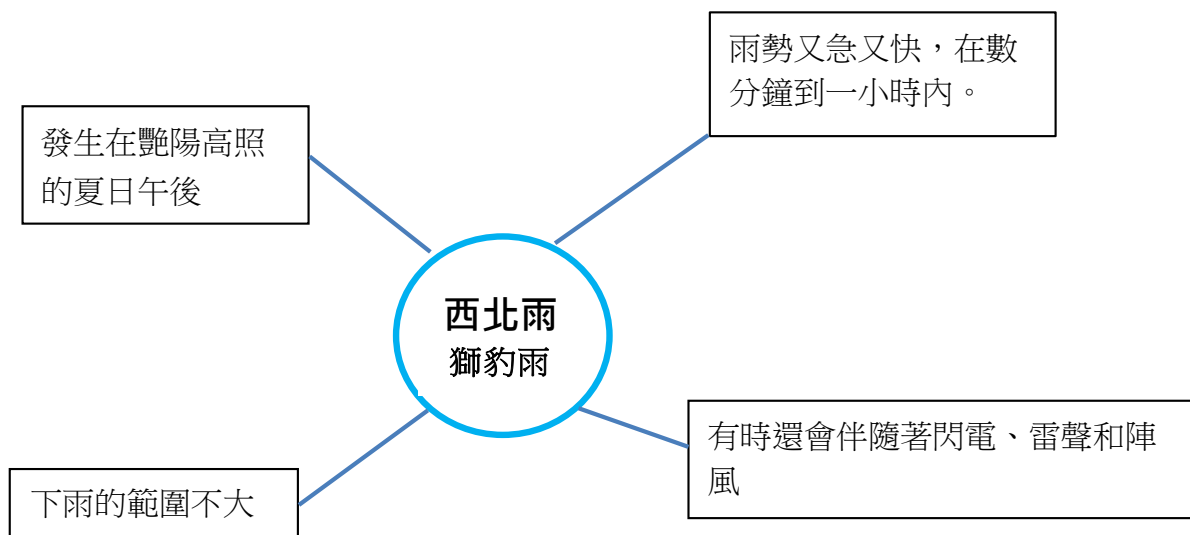 雨勢又急又快，在數
分鐘到一小時內。
發生在艷陽高照
的夏日午後
西北雨
獅豹雨
有時還會伴隨著閃電、雷聲和陣
風
下雨的範圍不大